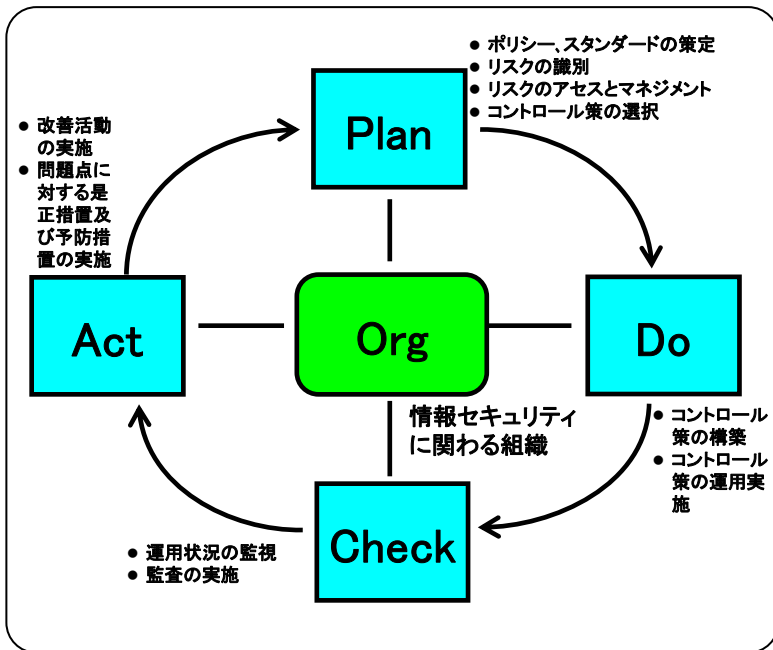 ● ポリシー、スタンダードの策定
● リスクの識別
● リスクのアセスとマネジメント
● コントロール策の選択
Plan
● 改善活動
の実施
● 問題点に
対する是
正措置及
び予防措
置の実施
Act
Org
Do
情報セキュリティ
に関わる組織
● コントロール
策の構築
● コントロール
策の運用実
施
Check
● 運用状況の監視
● 監査の実施